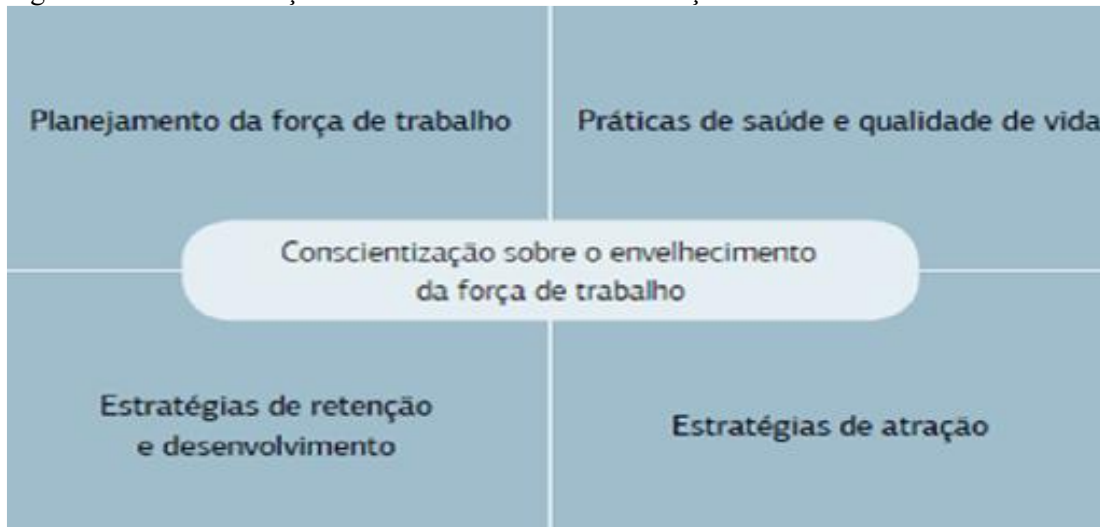 Planejamento da força de trabalho
Práticas de saúde e qualidade de vida
Conscientização sobre o envelhecimento
da força de trabalho
Estratégias de retenção
e desenvolvimento
Estratégias de atração